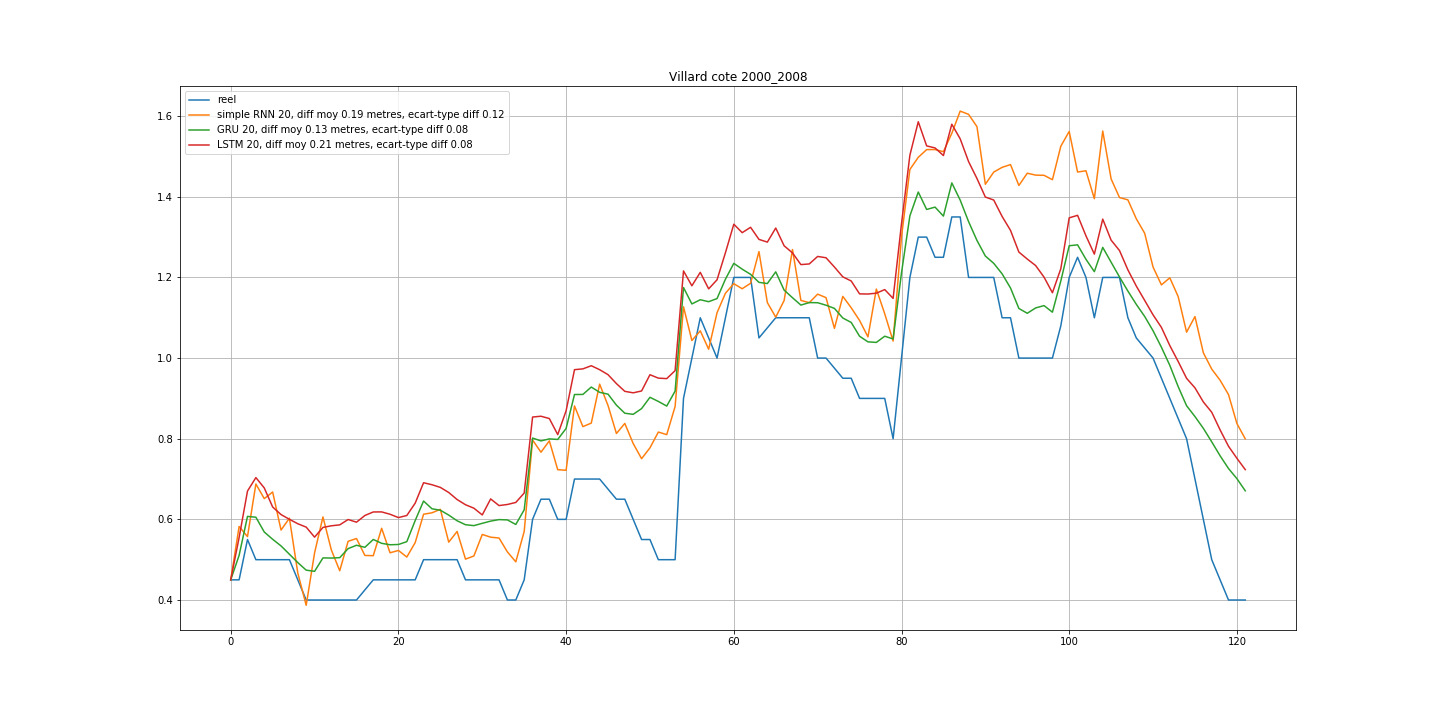 Villard cote 2000_2008
reel
simple RNN 20, diff moy 0.19 metres, ecart-type diff 0.12
GRU 20, diff moy 0.13 metres, ecart-type diff 0.08
LSTM 20, diff moy 0.21 metres, ecart-type diff 0.08
1.6
1.4
1.2
1.0
0.8
0.6
0.4
0 20 40 60 80 100 120